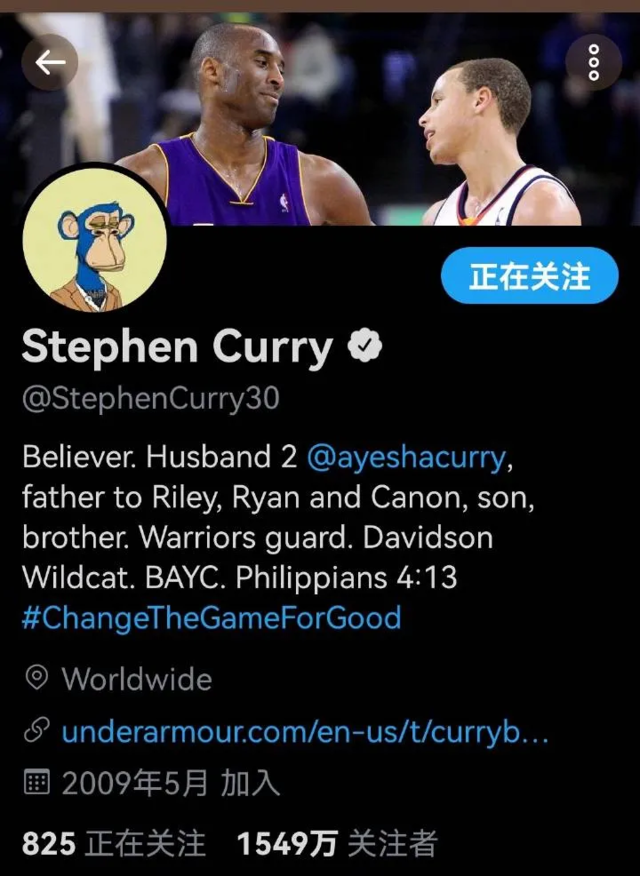 正在关注
Stephen Curry
@StephenCurry30
Believer. Husband 2 @ayeshacurry,
father to Riley, Ryan and Canon, son,
brother. Warriors guard. Davidson
Wildcat. BAYC. Philippians 4:13
#ChangeTheGameForGood
Worldwide
underarmour.com/en-us/t/curryb...
2009年5月 加入
825 正在关注 1549万 关注者